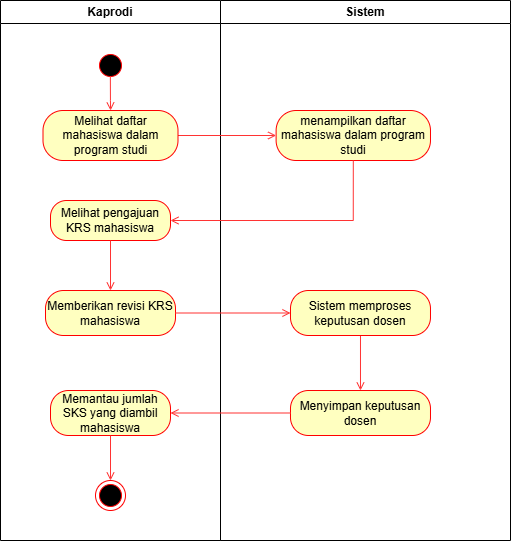 Kaprodi
Sistem
Melihat daftar
mahasiswa dalam
program studi
menampilkan daftar
mahasiswa dalam program
studi
Melihat pengajuan
KRS mahasiswa
Memberikan revisi KRS
mahasiswa
Sistem memproses
keputusan dosen
Memantau jumlah
SKS yang diambil
mahasiswa
Menyimpan keputusan
dosen